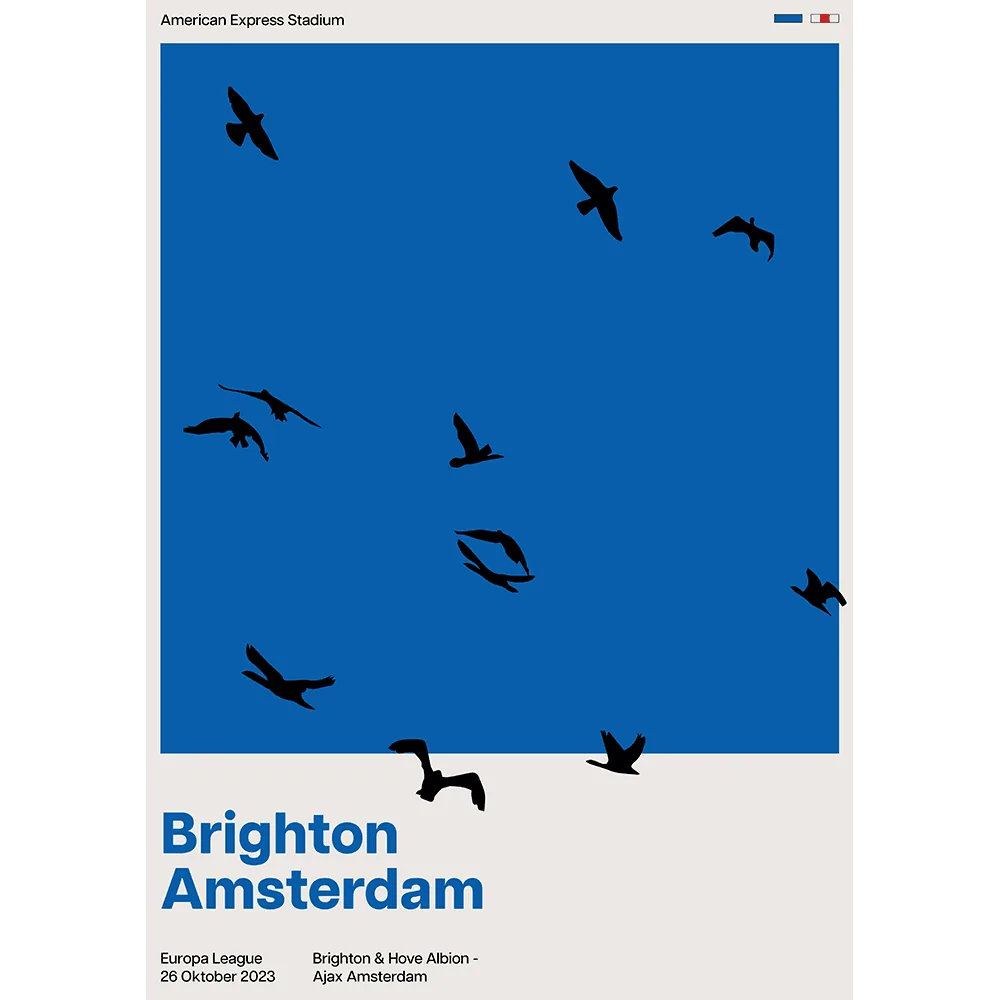 American Express Stadium
Brighton
Amsterdam
Europa League
26 Oktober 2023
Brighton & Hove Albion -
Ajax Amsterdam